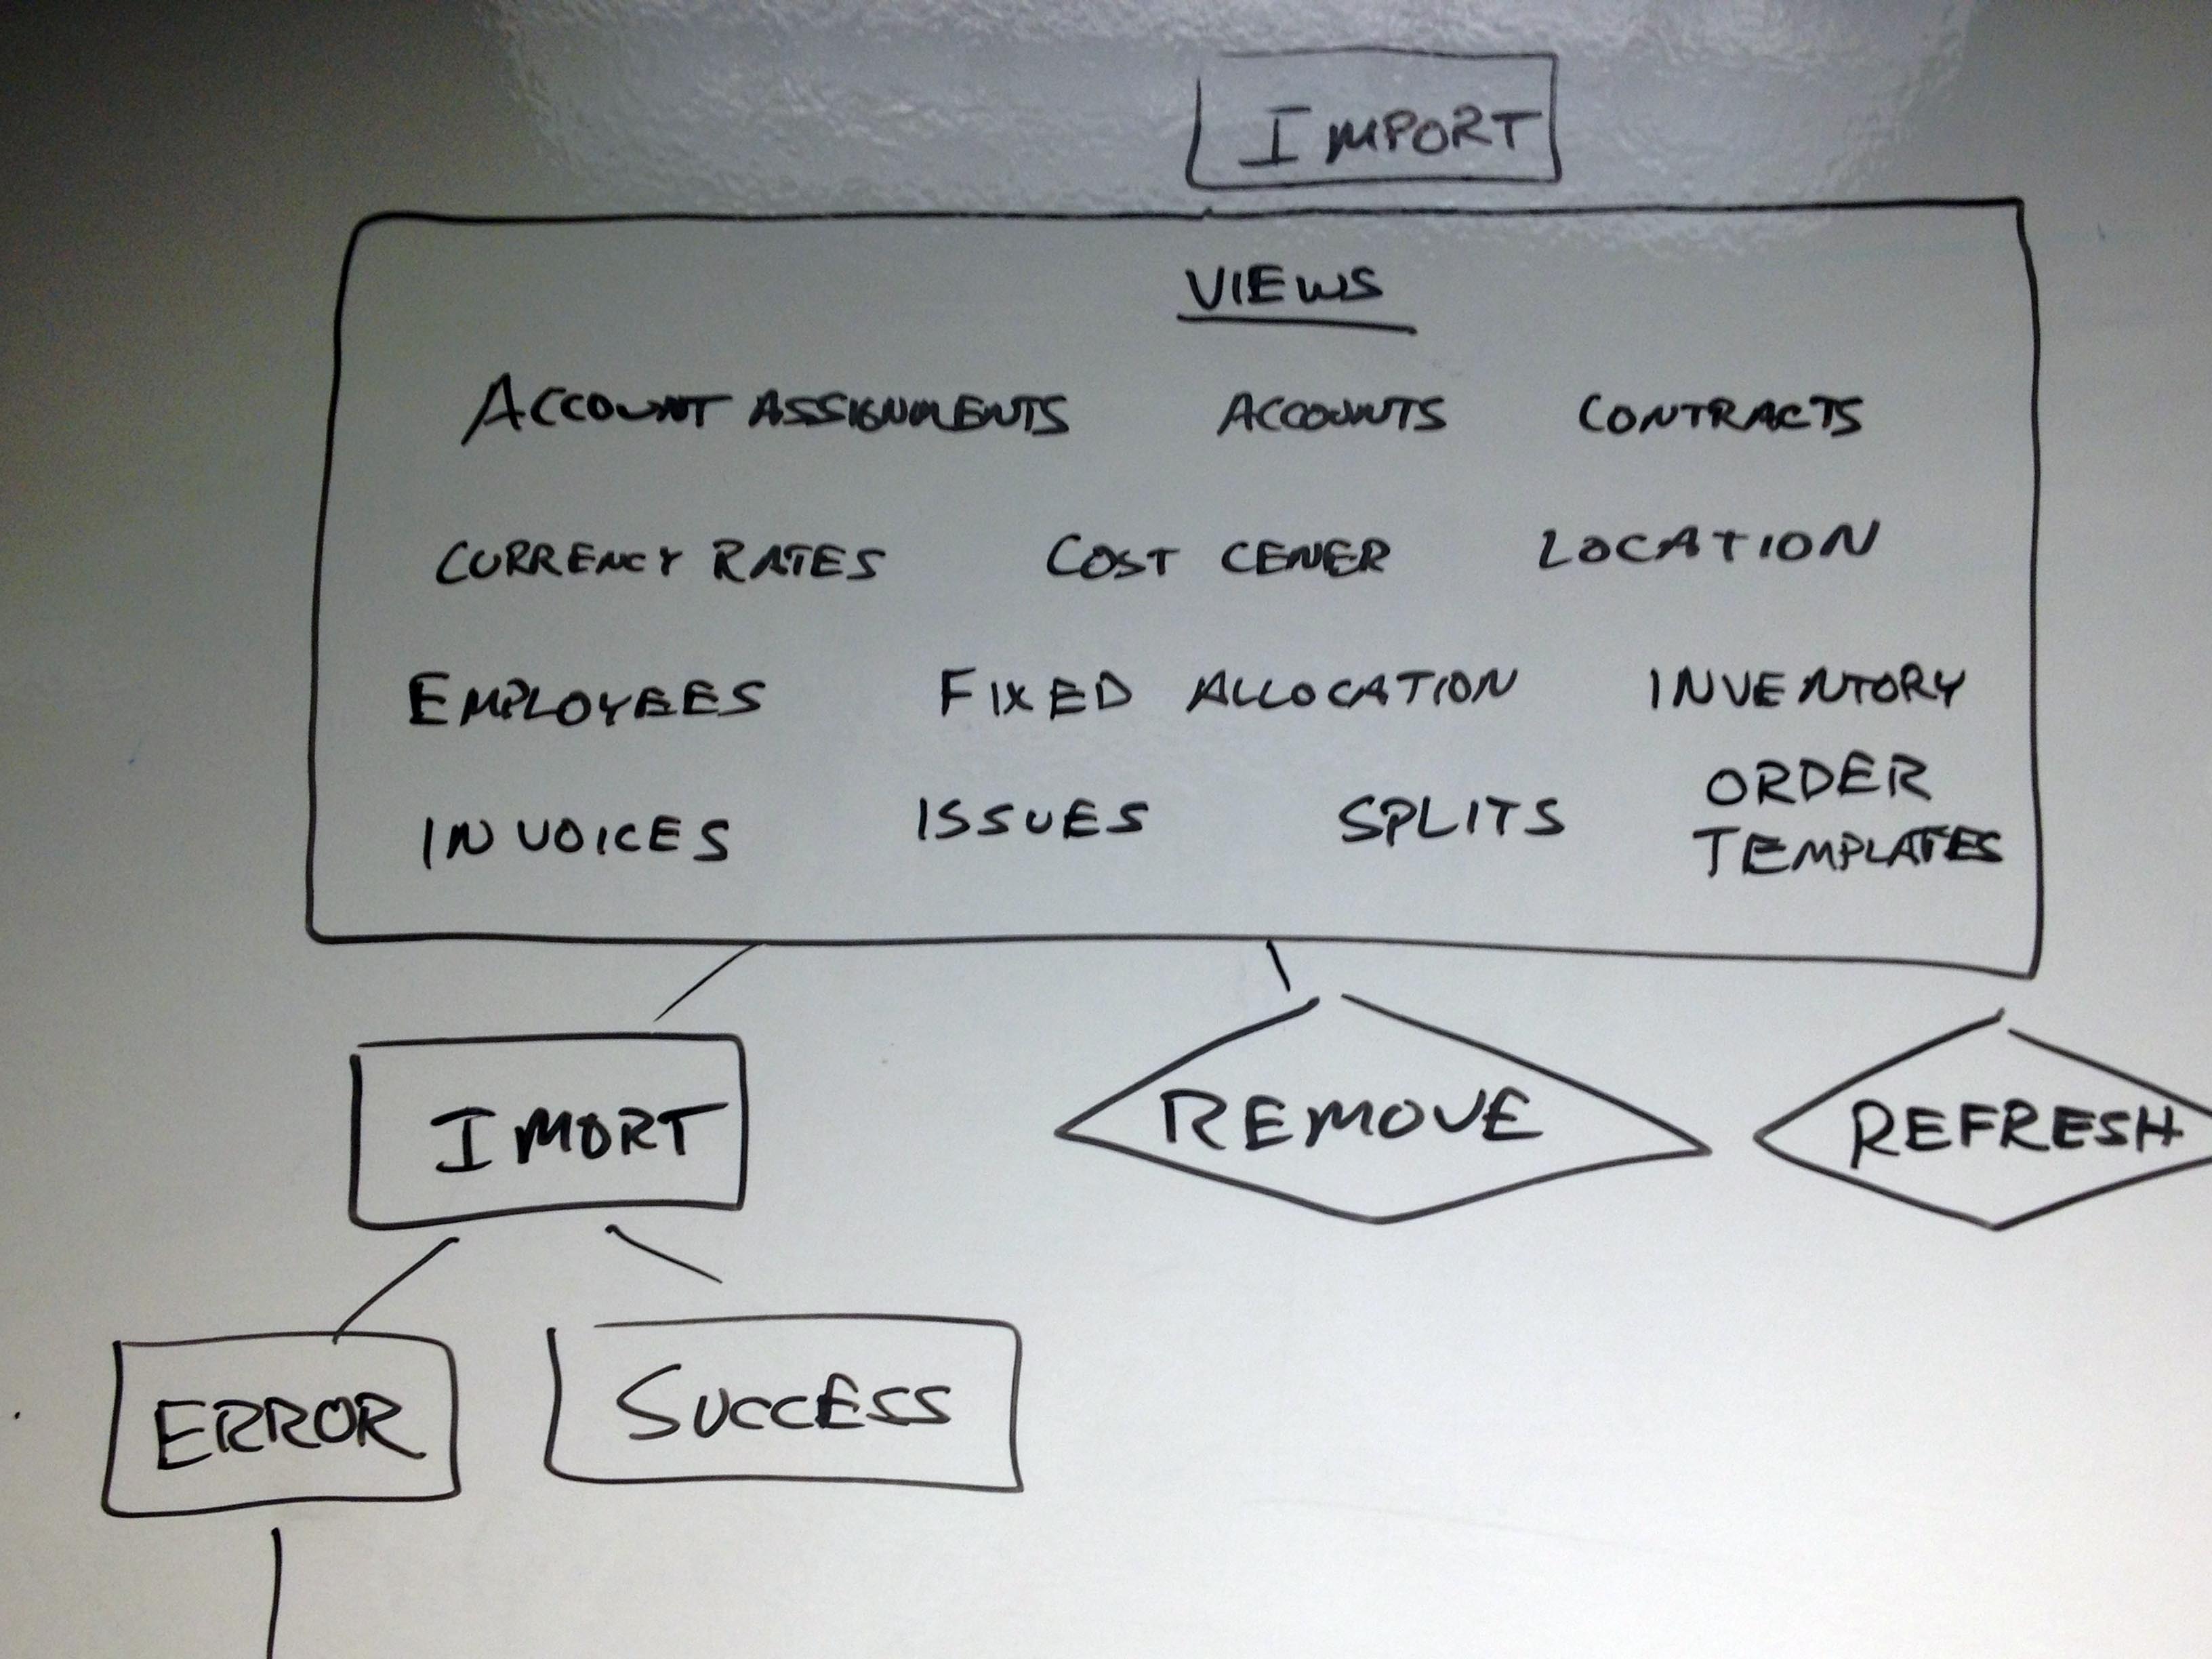 IMPORT
VIEWS
ACCOUNT ASSIGNMENTS ACCOUNTS CONTRACTS
CURRENCY RATES COST CENER LOCATION
EMPLOYEES FIXED ALLOCATION INVENTORY
INVOICES ISSUES SPLITS ORDER
TEMPLATES
IMORT REMOVE REFRESH
ERROR SUCCESS